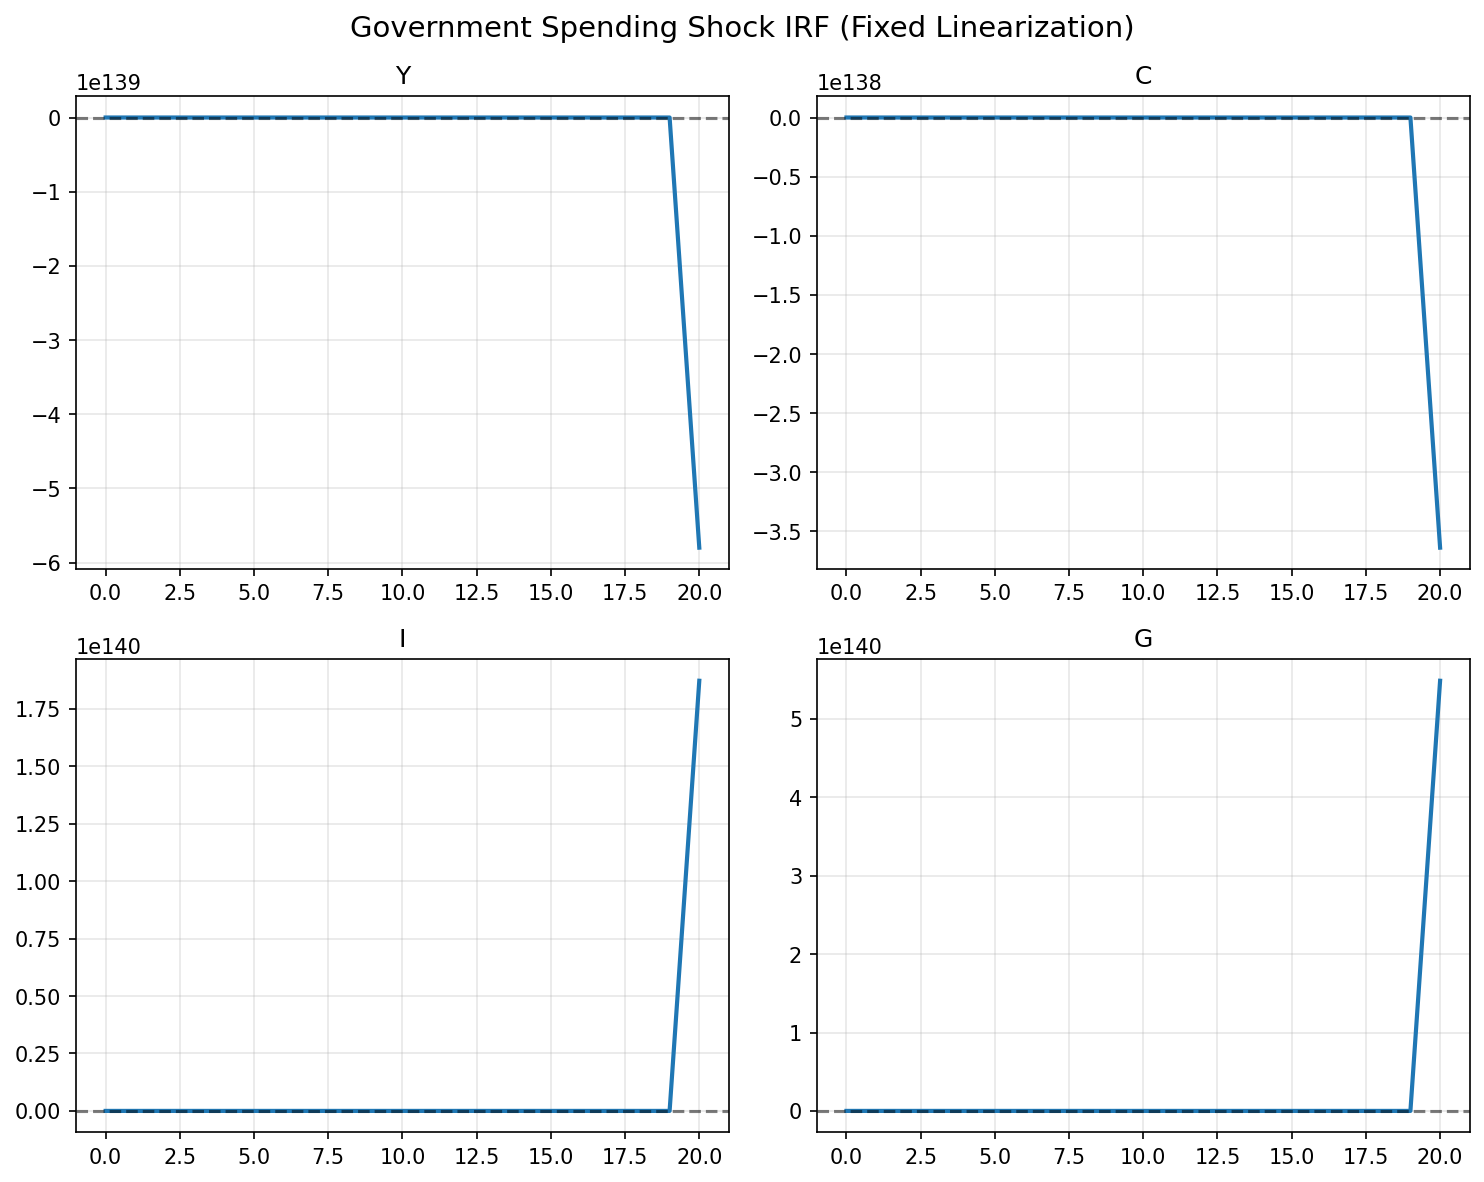 Government Spending Shock IRF (Fixed Linearization)
Y
1e139
0
−1
−2
−3
−4
−5
−6
0.0 2.5 5.0 7.5 10.0 12.5 15.0 17.5 20.0
C
1e138
0.0
−0.5
−1.0
−1.5
−2.0
−2.5
−3.0
−3.5
0.0 2.5 5.0 7.5 10.0 12.5 15.0 17.5 20.0
I
1e140
1.75
1.50
1.25
1.00
0.75
0.50
0.25
0.00
0.0 2.5 5.0 7.5 10.0 12.5 15.0 17.5 20.0
G
1e140
5
4
3
2
1
0
0.0 2.5 5.0 7.5 10.0 12.5 15.0 17.5 20.0